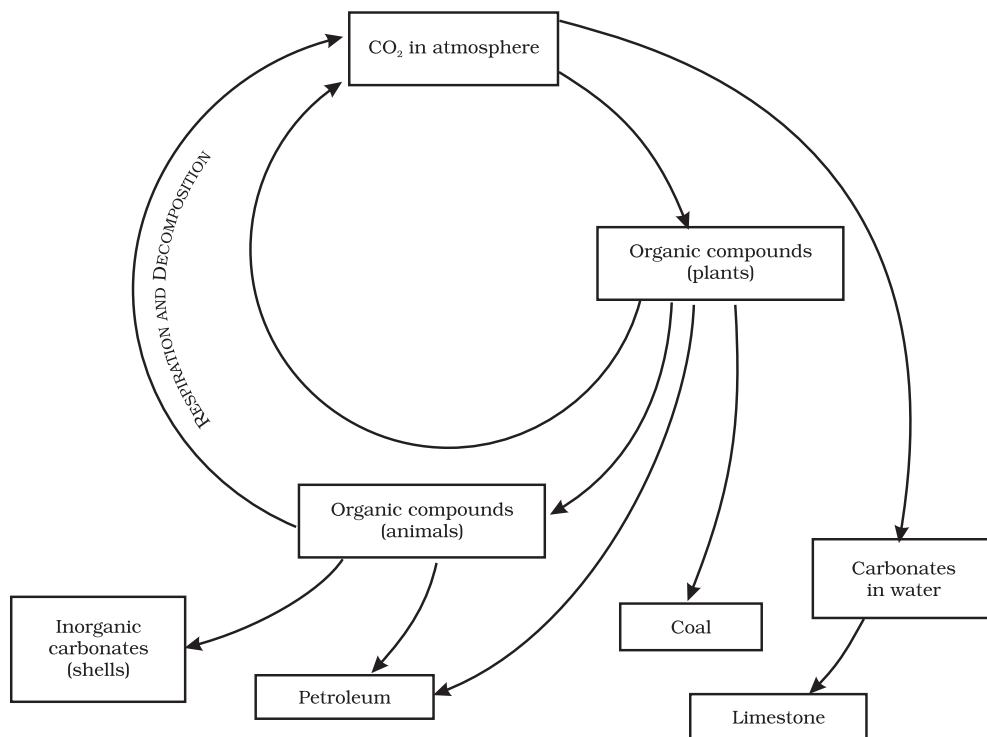 CO₂ in atmosphere
RESPIRATION AND DECOMPOSITION
Organic compounds
(plants)
Organic compounds
(animals)
Carbonates
in water
Inorganic
carbonates
(shells)
Coal
Petroleum
Limestone